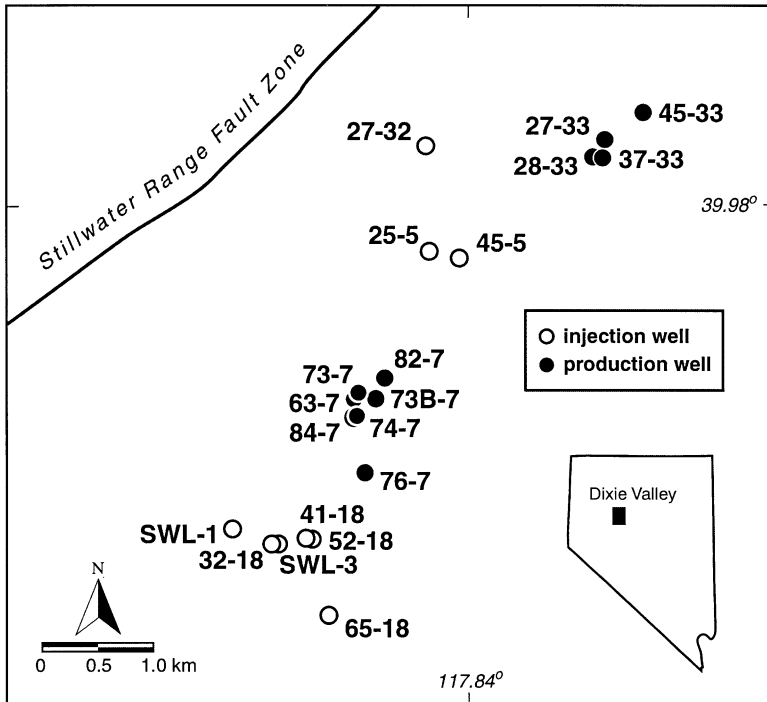 Stillwater Range Fault Zone
45-33
27-33
27-32
28-33
37-33
39.98°
25-5
45-5
injection well
production well
82-7
73-7
63-7
73B-7
84-7
74-7
76-7
Dixie Valley
41-18
SWL-1
52-18
32-18
SWL-3
N
65-18
0 0.5 1.0 km
117.84°